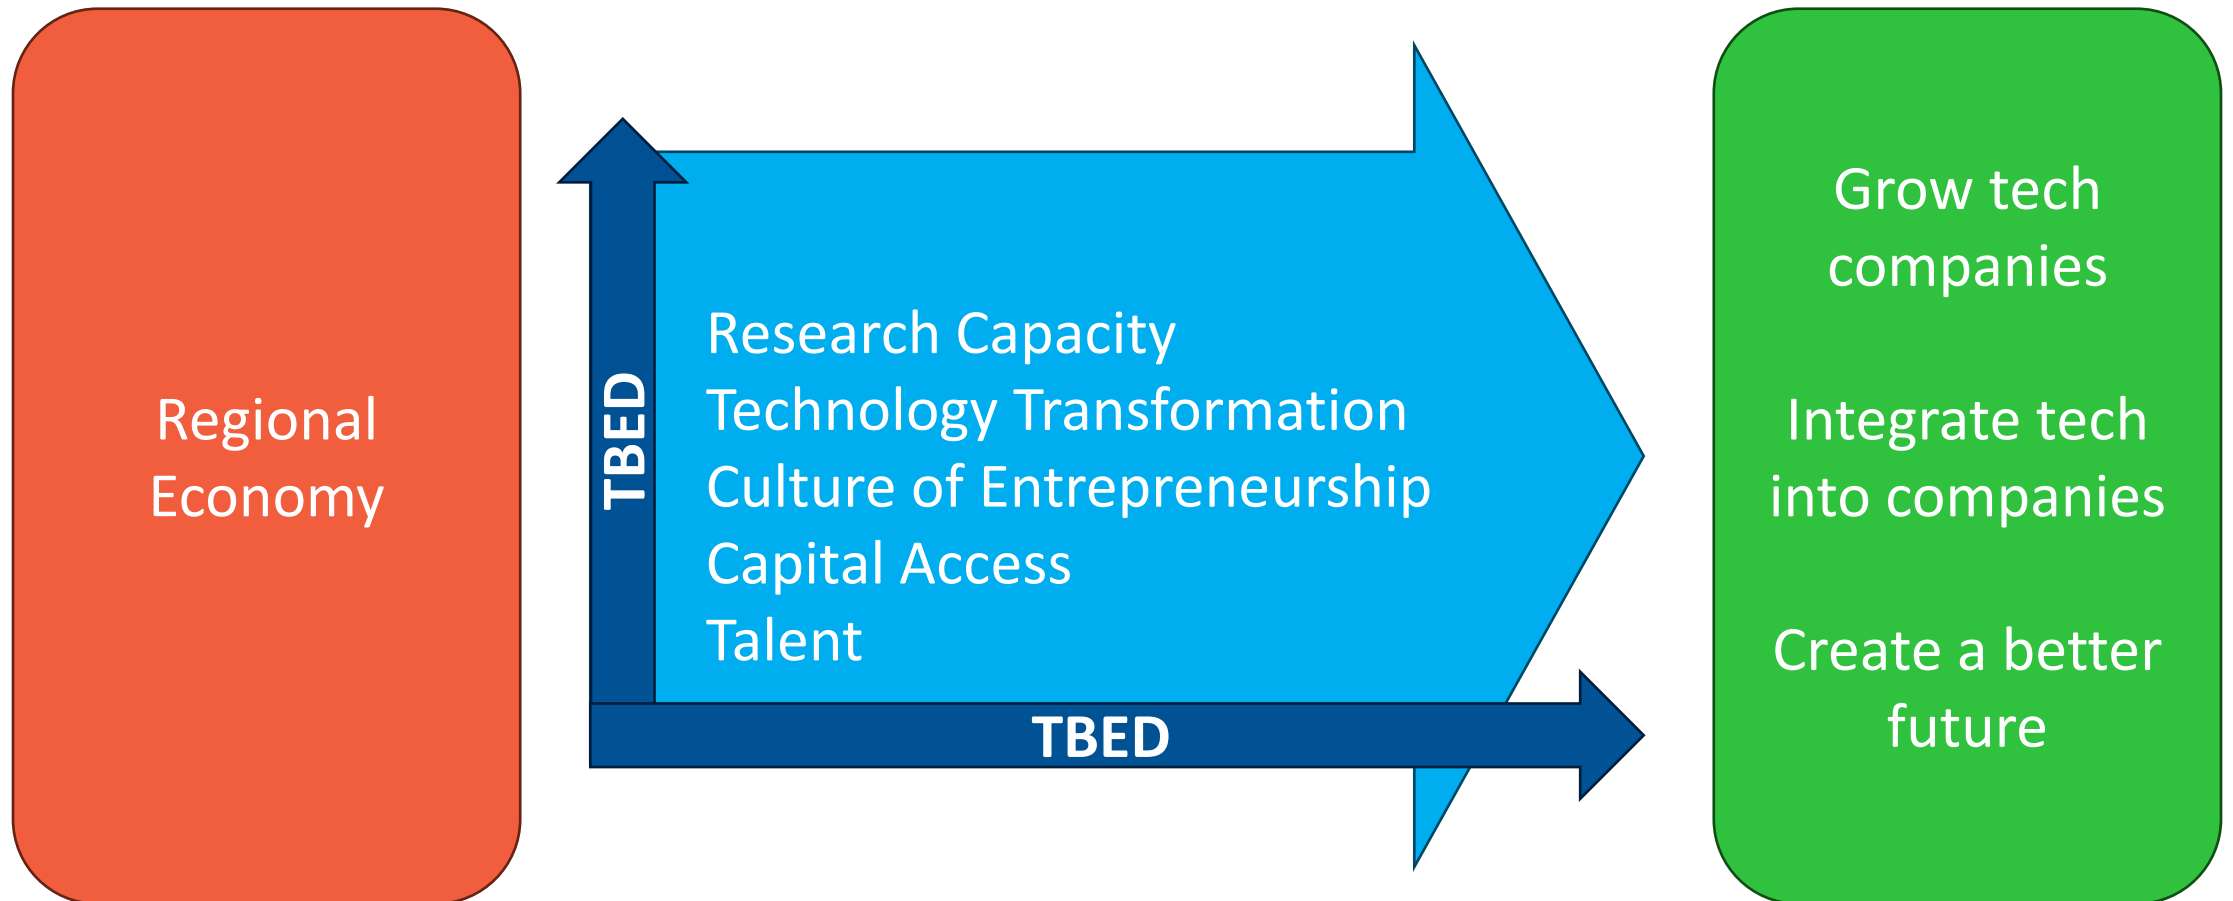 Regional
Economy
TBED
Research Capacity
Technology Transformation
Culture of Entrepreneurship
Capital Access
Talent
TBED
Grow tech
companies
Integrate tech
into companies
Create a better
future